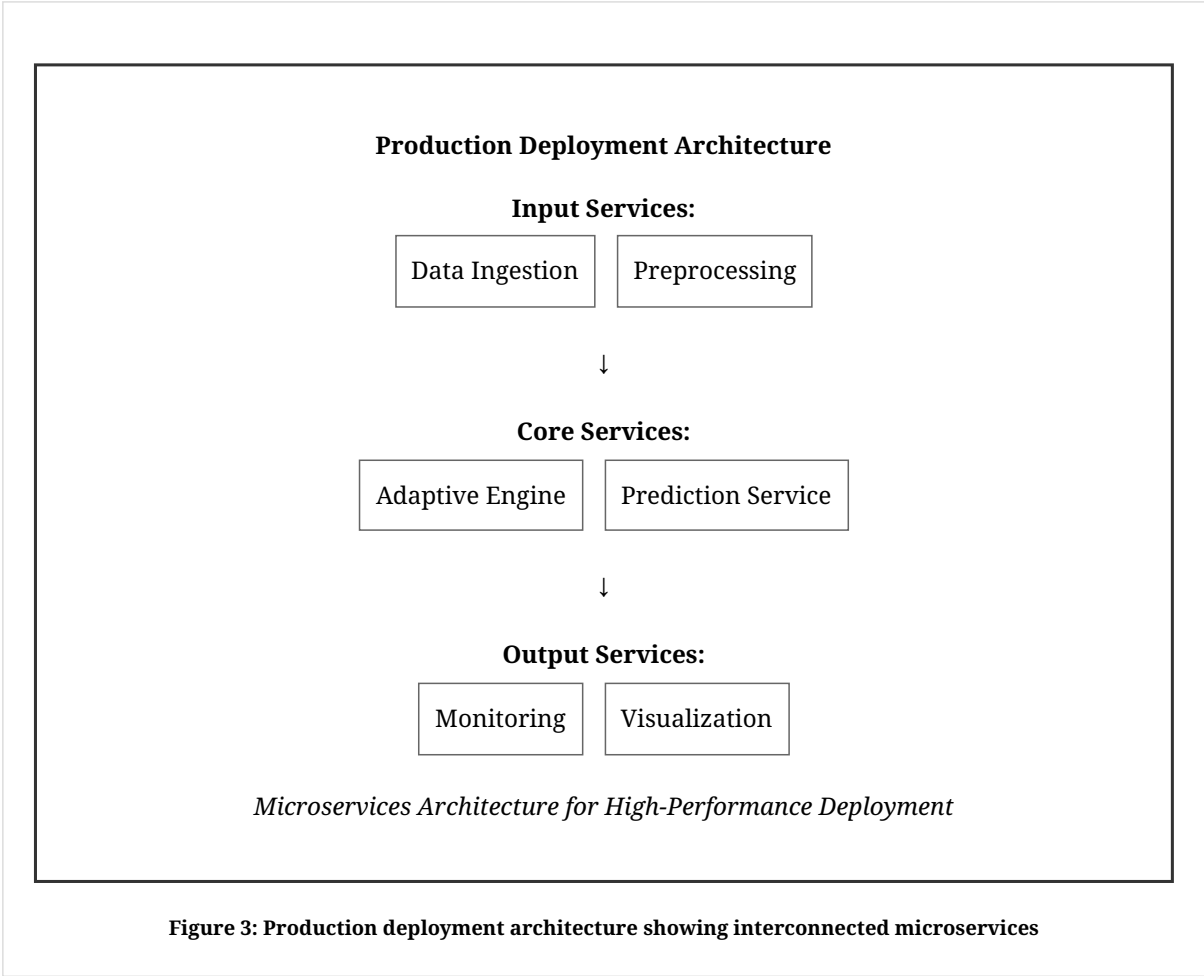 Production Deployment Architecture
Input Services:
Data Ingestion Preprocessing
↓
Core Services:
Adaptive Engine Prediction Service
↓
Output Services:
Monitoring Visualization
Microservices Architecture for High-Performance Deployment
Figure 3: Production deployment architecture showing interconnected microservices